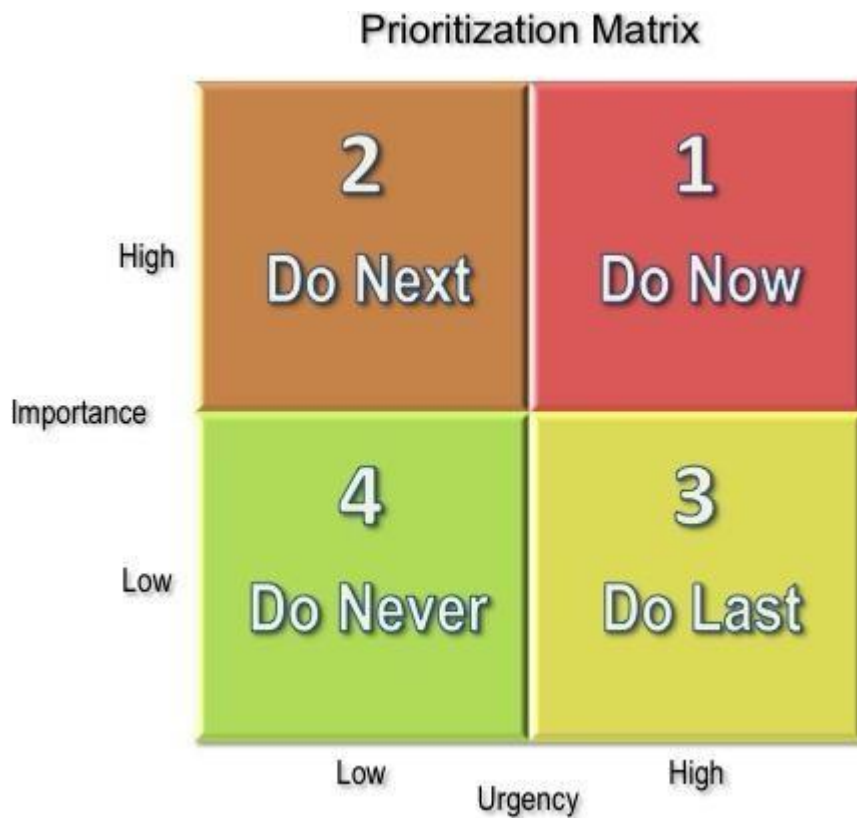 Prioritization Matrix
2
Do Next
1
Do Now
High
Importance
4
Do Never
3
Do Last
Low
Low
High
Urgency